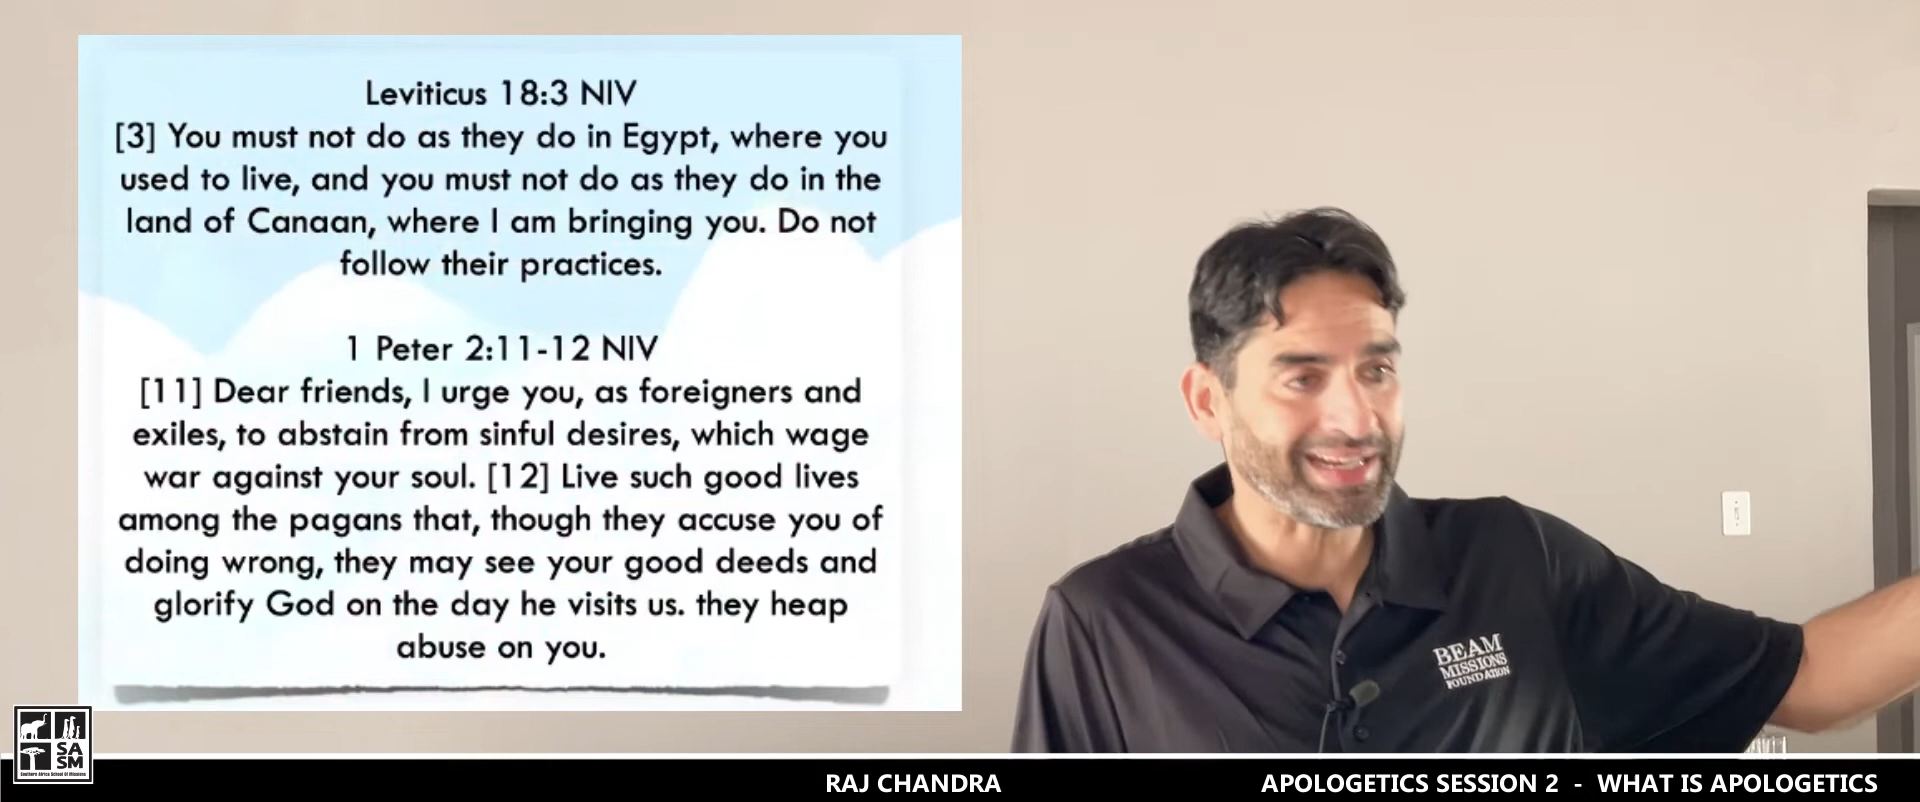 Leviticus 18:3 NIV
[3] You must not do as they do in Egypt, where you
used to live, and you must not do as they do in the
land of Canaan, where I am bringing you. Do not
follow their practices.
1 Peter 2:11-12 NIV
[11] Dear friends, I urge you, as foreigners and
exiles, to abstain from sinful desires, which wage
war against your soul. [12] Live such good lives
among the pagans that, though they accuse you of
doing wrong, they may see your good deeds and
glorify God on the day he visits us. they heap
abuse on you.
BEAM
MISSIONS
FOUNDATION
SA
SM
Southern Africa School Of Missions
RAJ CHANDRA
APOLOGETICS SESSION 2 - WHAT IS APOLOGETICS